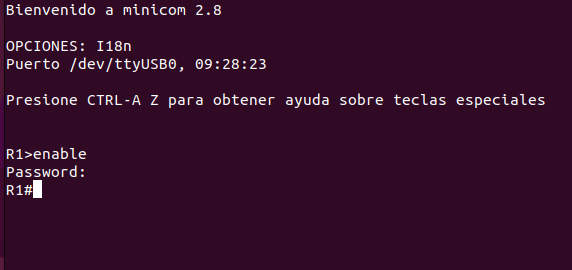 Bienvenido a minicom 2.8
OPCIONES: I18n
Puerto /dev/ttyUSB0, 09:28:23
Presione CTRL-A Z para obtener ayuda sobre teclas especiales
R1>enable
Password:
R1#